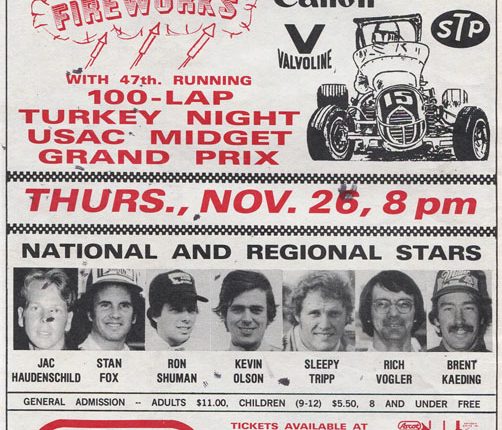 FIREWORKS
Canon
STP
V
VALVOLINE
WITH 47th. RUNNING
100-LAP
TURKEY NIGHT
USAC MIDGET
GRAND PRIX
15
THURS., NOV. 26, 8 pm
NATIONAL AND REGIONAL STARS
JAC HAUDENSCHILD
STAN FOX
RON SHUMAN
KEVIN OLSON
SLEEPY TRIPP
RICH VOGLER
BRENT KAEDING
GENERAL ADMISSION -- ADULTS $11.00, CHILDREN (9-12) $5.50, 8 AND UNDER FREE
TICKETS AVAILABLE AT
Arco